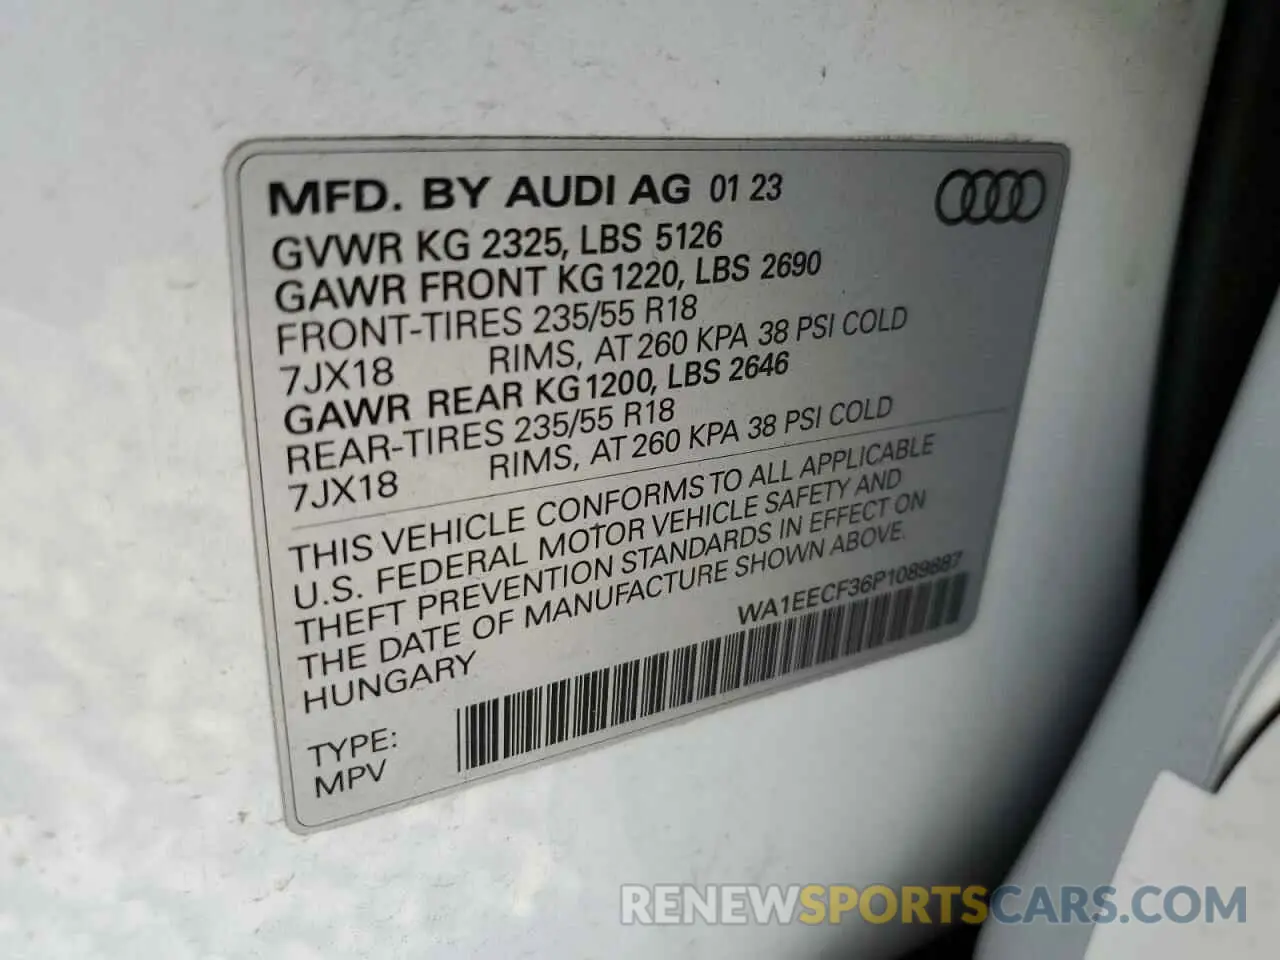 MFD. BY AUDI AG 01 23
GVWR KG 2325, LBS 5126
GAWR FRONT KG 1220, LBS 2690
FRONT-TIRES 235/55 R18
7JX18 RIMS, AT 260 KPA 38 PSI COLD
GAWR REAR KG 1200, LBS 2646
REAR-TIRES 235/55 R18
7JX18 RIMS, AT 260 KPA 38 PSI COLD
THIS VEHICLE CONFORMS TO ALL APPLICABLE
U.S. FEDERAL MOTOR VEHICLE SAFETY AND
THEFT PREVENTION STANDARDS IN EFFECT ON
THE DATE OF MANUFACTURE SHOWN ABOVE.
HUNGARY
TYPE:
MPV
RENEWSPORTSCARS.COM